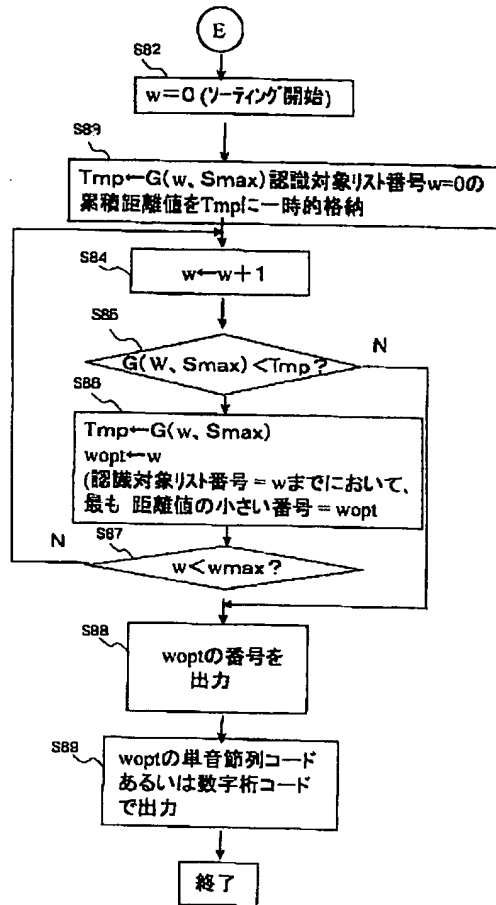 E
S82
w=0 (ソーティング開始)
S83
Tmp←G(w、Smax)認識対象リスト番号w=0の
累積距離値をTmpに一時的格納
S84
w←w+1
S85
G(W、Smax)<Tmp?
N
S86
Tmp←G(w、Smax)
wopt←w
(認識対象リスト番号=wまでにおいて、
最も 距離値の小さい番号=wopt
N
S87
w<wmax?
S88
woptの番号を
出力
S89
woptの単音節列コード
あるいは数字桁コード
で出力
終了